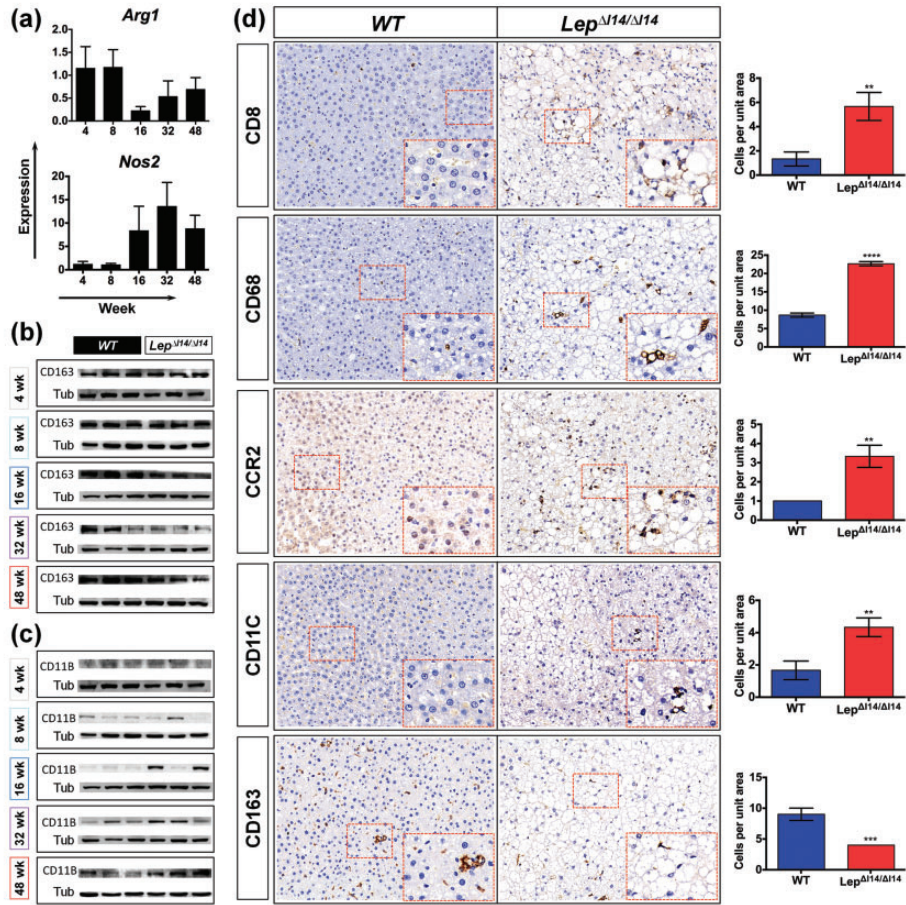 (a)
Arg1
2.0
1.5
1.0
0.5
0.0
4 8 16 32 48
Nos2
20
15
10
5
0
4 8 16 32 48
Expression
Week
(b)
WT Lep^ΔI14/ΔI14
4 wk
CD163
Tub
8 wk
CD163
Tub
16 wk
CD163
Tub
32 wk
CD163
Tub
48 wk
CD163
Tub
(c)
4 wk
CD11B
Tub
8 wk
CD11B
Tub
16 wk
CD11B
Tub
32 wk
CD11B
Tub
48 wk
CD11B
Tub
(d)
WT Lep^ΔI14/ΔI14
CD8
Cells per unit area
8
6
4
2
0
**
WT Lep^ΔI14/ΔI14
CD68
Cells per unit area
25
20
15
10
5
0
****
WT Lep^ΔI14/ΔI14
CCR2
Cells per unit area
5
4
3
2
1
0
**
WT Lep^ΔI14/ΔI14
CD11C
Cells per unit area
6
4
2
0
**
WT Lep^ΔI14/ΔI14
CD163
Cells per unit area
15
10
5
0
***
WT Lep^ΔI14/ΔI14